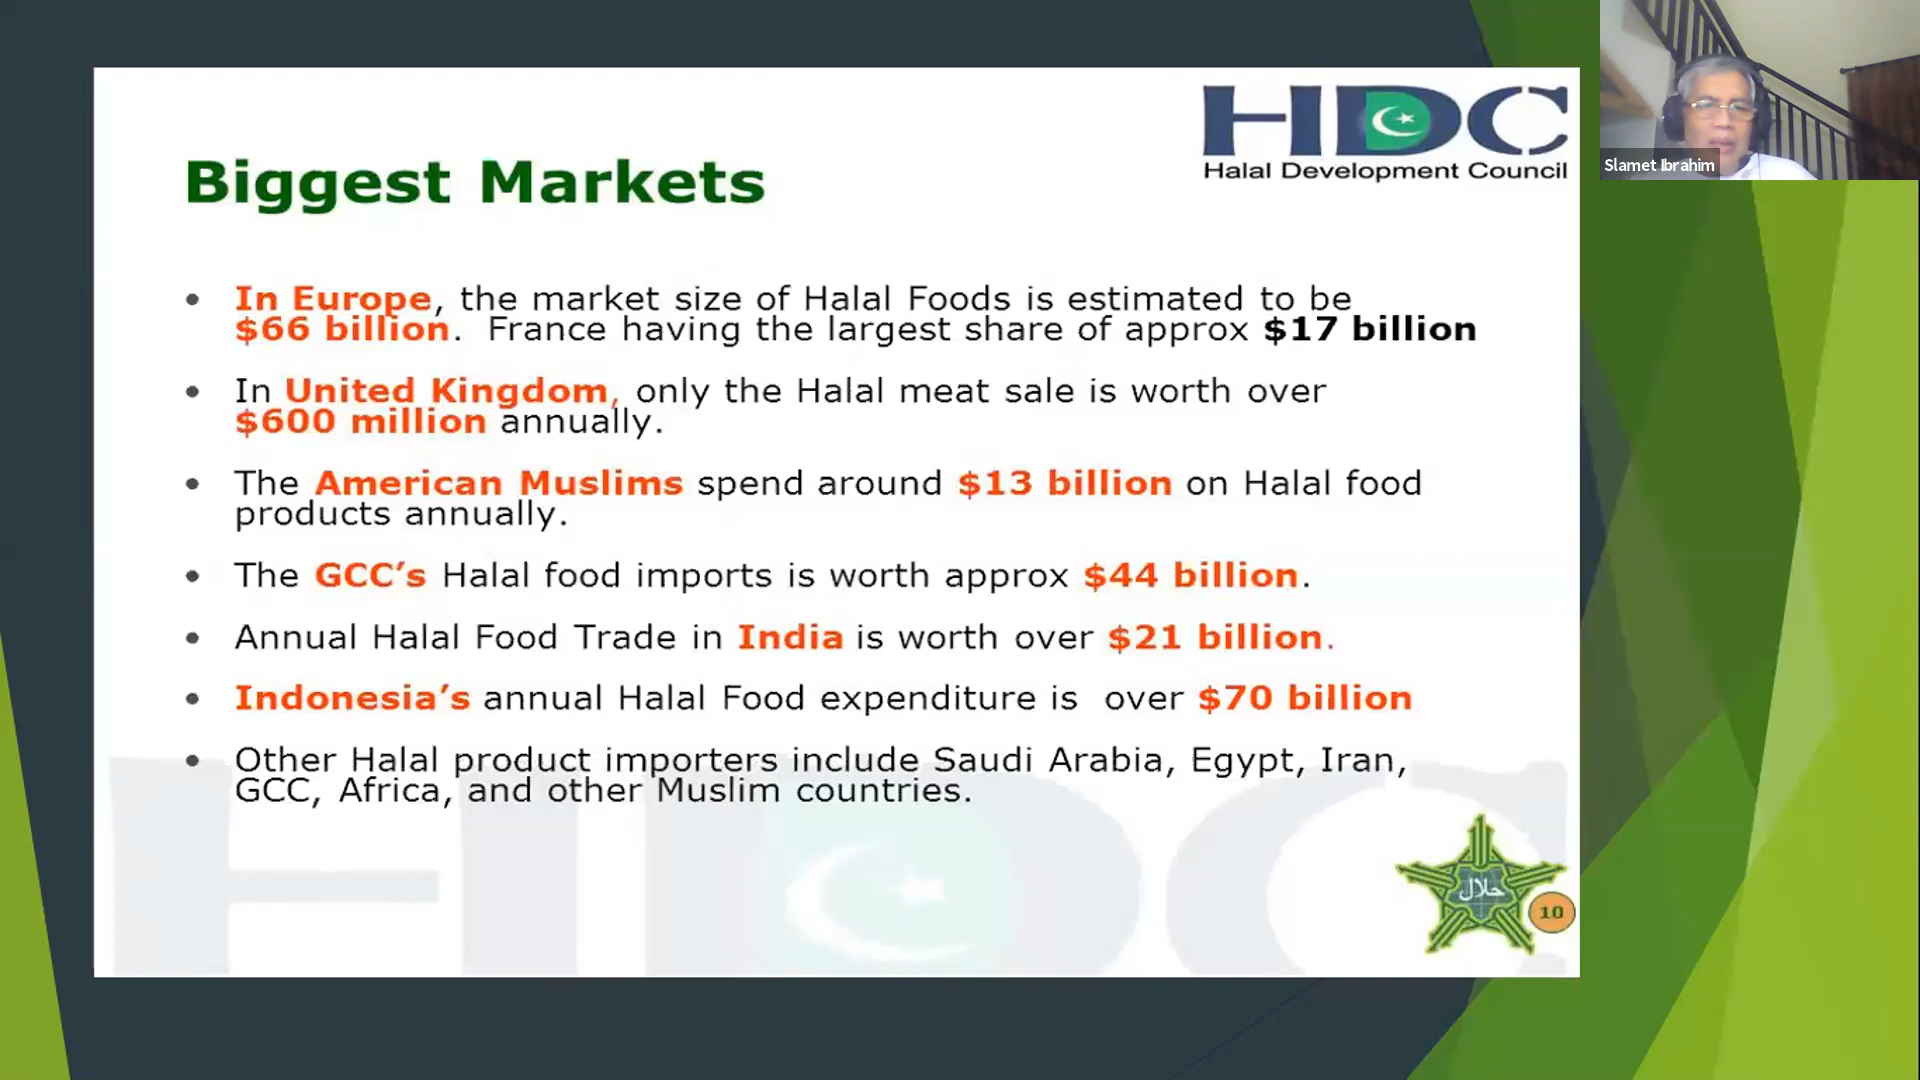 HDC
Halal Development Council
Slamet Ibrahim
Biggest Markets
• In Europe, the market size of Halal Foods is estimated to be
$66 billion. France having the largest share of approx $17 billion
• In United Kingdom, only the Halal meat sale is worth over
$600 million annually.
• The American Muslims spend around $13 billion on Halal food
products annually.
• The GCC’s Halal food imports is worth approx $44 billion.
• Annual Halal Food Trade in India is worth over $21 billion.
• Indonesia’s annual Halal Food expenditure is over $70 billion
• Other Halal product importers include Saudi Arabia, Egypt, Iran,
GCC, Africa, and other Muslim countries.
HDC
حلال
10